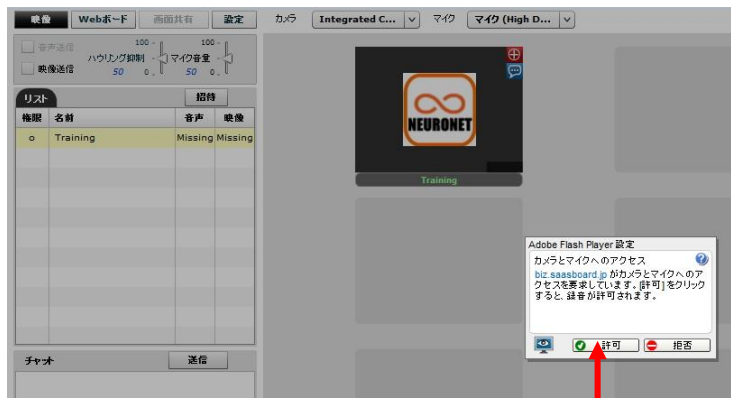 映像 Webボード 画面共有 設定 カメラ Integrated C... マイク マイク (High D...
音声送信
映像送信
ハウリング抑制 50
100
0
マイク音量 50
100
0
リスト 招待
権限 名前 音声 映像
o Training Missing Missing
NEURONET
Training
チャット 送信
Adobe Flash Player 設定
カメラとマイクへのアクセス
biz.saasboard.jp がカメラとマイクへのア
クセスを要求しています。[許可]をクリック
すると、録音が許可されます。
許可 拒否